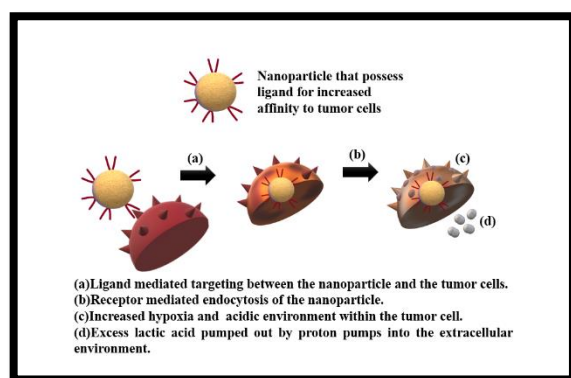 Nanoparticle that possess
ligand for increased
affinity to tumor cells
(a)
(b)
(c)
(d)
(a)Ligand mediated targeting between the nanoparticle and the tumor cells.
(b)Receptor mediated endocytosis of the nanoparticle.
(c)Increased hypoxia and acidic environment within the tumor cell.
(d)Excess lactic acid pumped out by proton pumps into the extracellular
environment.